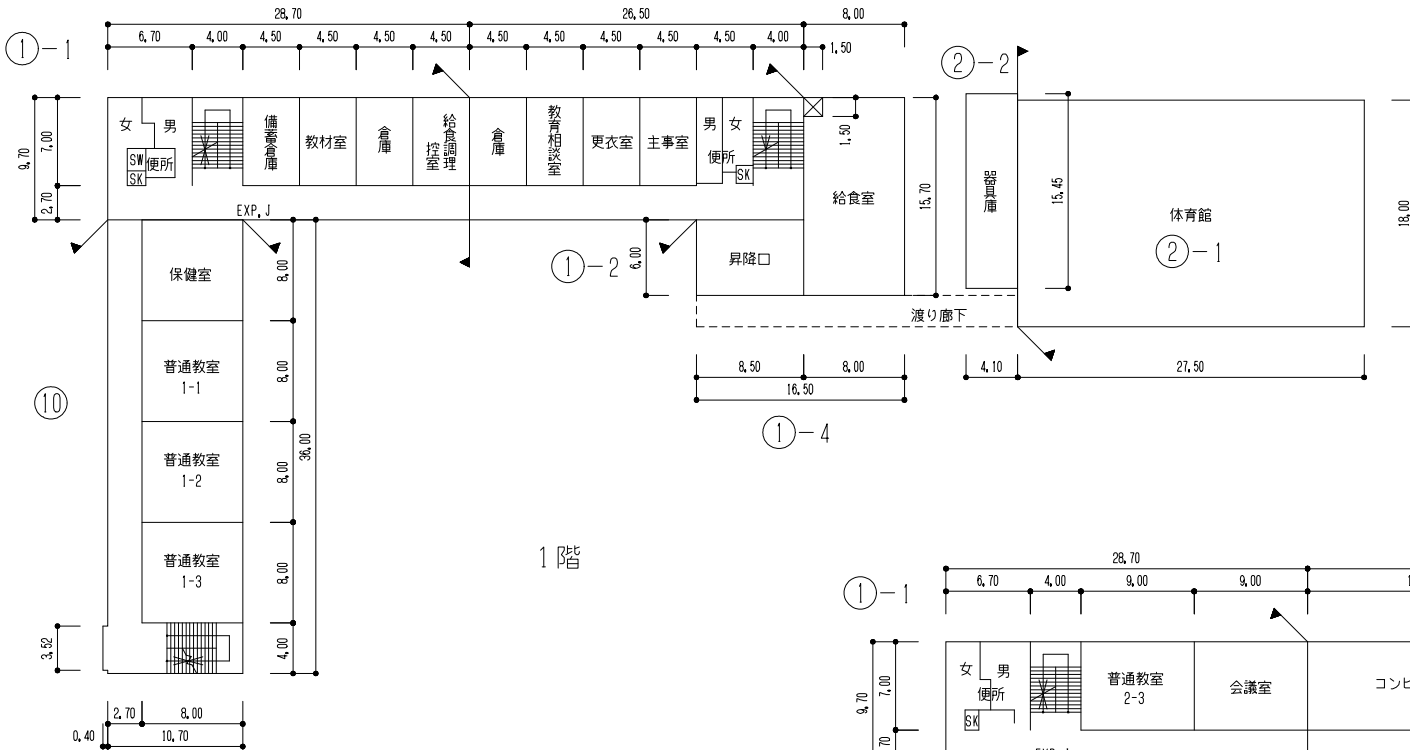 28.70
26.50
8.00
①-1
6.70
4.00
4.50
4.50
4.50
4.50
4.50
4.50
4.50
4.50
4.00
1.50
②-2
9.70
7.00
2.70
女
男
便所
SW
SK
備蓄倉庫
教材室
倉庫
給食調理
控室
倉庫
教育相談室
更衣室
主事室
男
女
便所
SK
1.50
給食室
15.70
器具庫
15.45
体育館
②-1
18.00
EXP.J
①-2
6.00
昇降口
渡り廊下
保健室
8.00
普通教室
1-1
8.00
8.50
8.00
16.50
4.10
27.50
①-4
⑩
普通教室
1-2
8.00
36.00
普通教室
1-3
8.00
1階
3.52
4.00
2.70
8.00
0.40
10.70
28.70
①-1
6.70
4.00
9.00
9.00
1
9.70
7.00
70
女
男
便所
SK
普通教室
2-3
会議室
コンピ